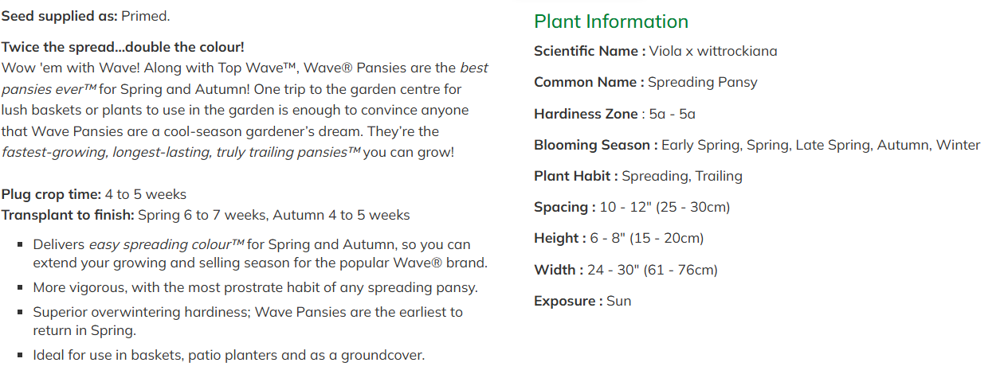 Seed supplied as: Primed.
Twice the spread...double the colour!
Wow 'em with Wave! Along with Top Wave™, Wave® Pansies are the best
pansies ever™ for Spring and Autumn! One trip to the garden centre for
lush baskets or plants to use in the garden is enough to convince anyone
that Wave Pansies are a cool-season gardener's dream. They're the
fastest-growing, longest-lasting, truly trailing pansies™ you can grow!
Plug crop time: 4 to 5 weeks
Transplant to finish: Spring 6 to 7 weeks, Autumn 4 to 5 weeks
▪ Delivers easy spreading colour™ for Spring and Autumn, so you can
extend your growing and selling season for the popular Wave® brand.
▪ More vigorous, with the most prostrate habit of any spreading pansy.
▪ Superior overwintering hardiness; Wave Pansies are the earliest to
return in Spring.
▪ Ideal for use in baskets, patio planters and as a groundcover.
Plant Information
Scientific Name : Viola x wittrockiana
Common Name : Spreading Pansy
Hardiness Zone : 5a - 5a
Blooming Season : Early Spring, Spring, Late Spring, Autumn, Winter
Plant Habit : Spreading, Trailing
Spacing : 10 - 12" (25 - 30cm)
Height : 6 - 8" (15 - 20cm)
Width : 24 - 30" (61 - 76cm)
Exposure : Sun